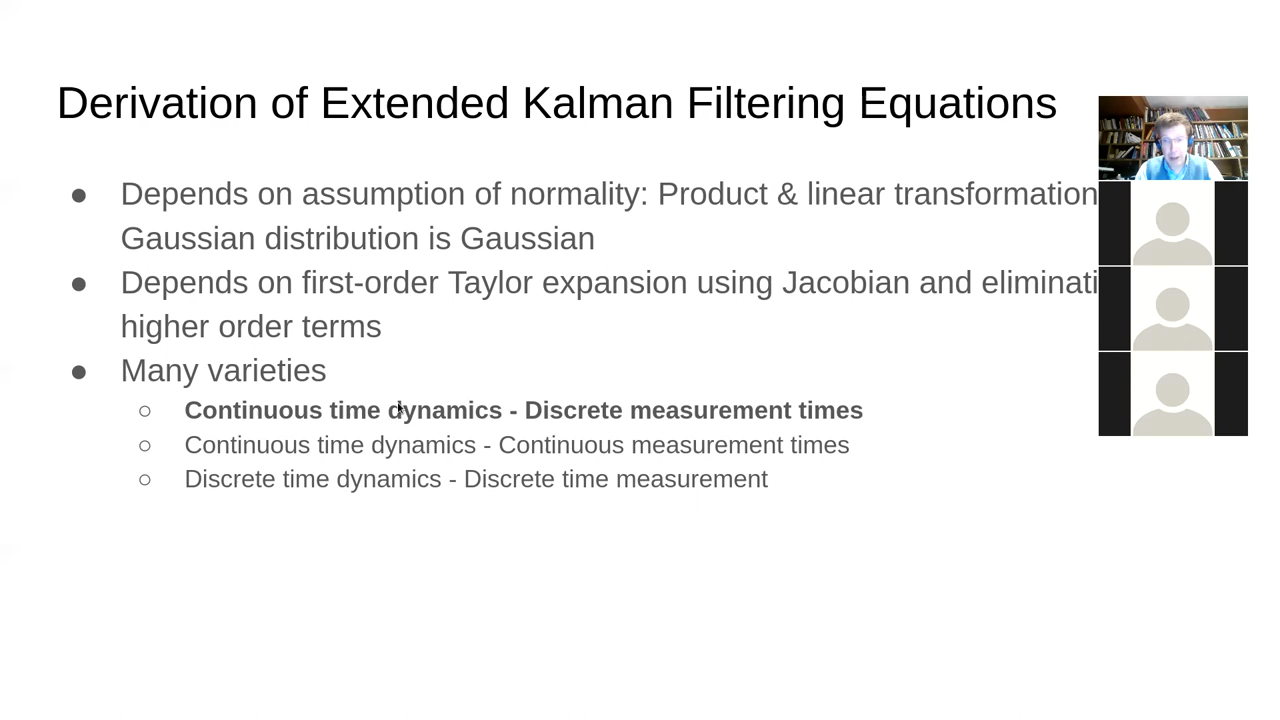 Derivation of Extended Kalman Filtering Equations
● Depends on assumption of normality: Product & linear transformation
Gaussian distribution is Gaussian
● Depends on first-order Taylor expansion using Jacobian and eliminati
higher order terms
● Many varieties
○ Continuous time dynamics - Discrete measurement times
○ Continuous time dynamics - Continuous measurement times
○ Discrete time dynamics - Discrete time measurement